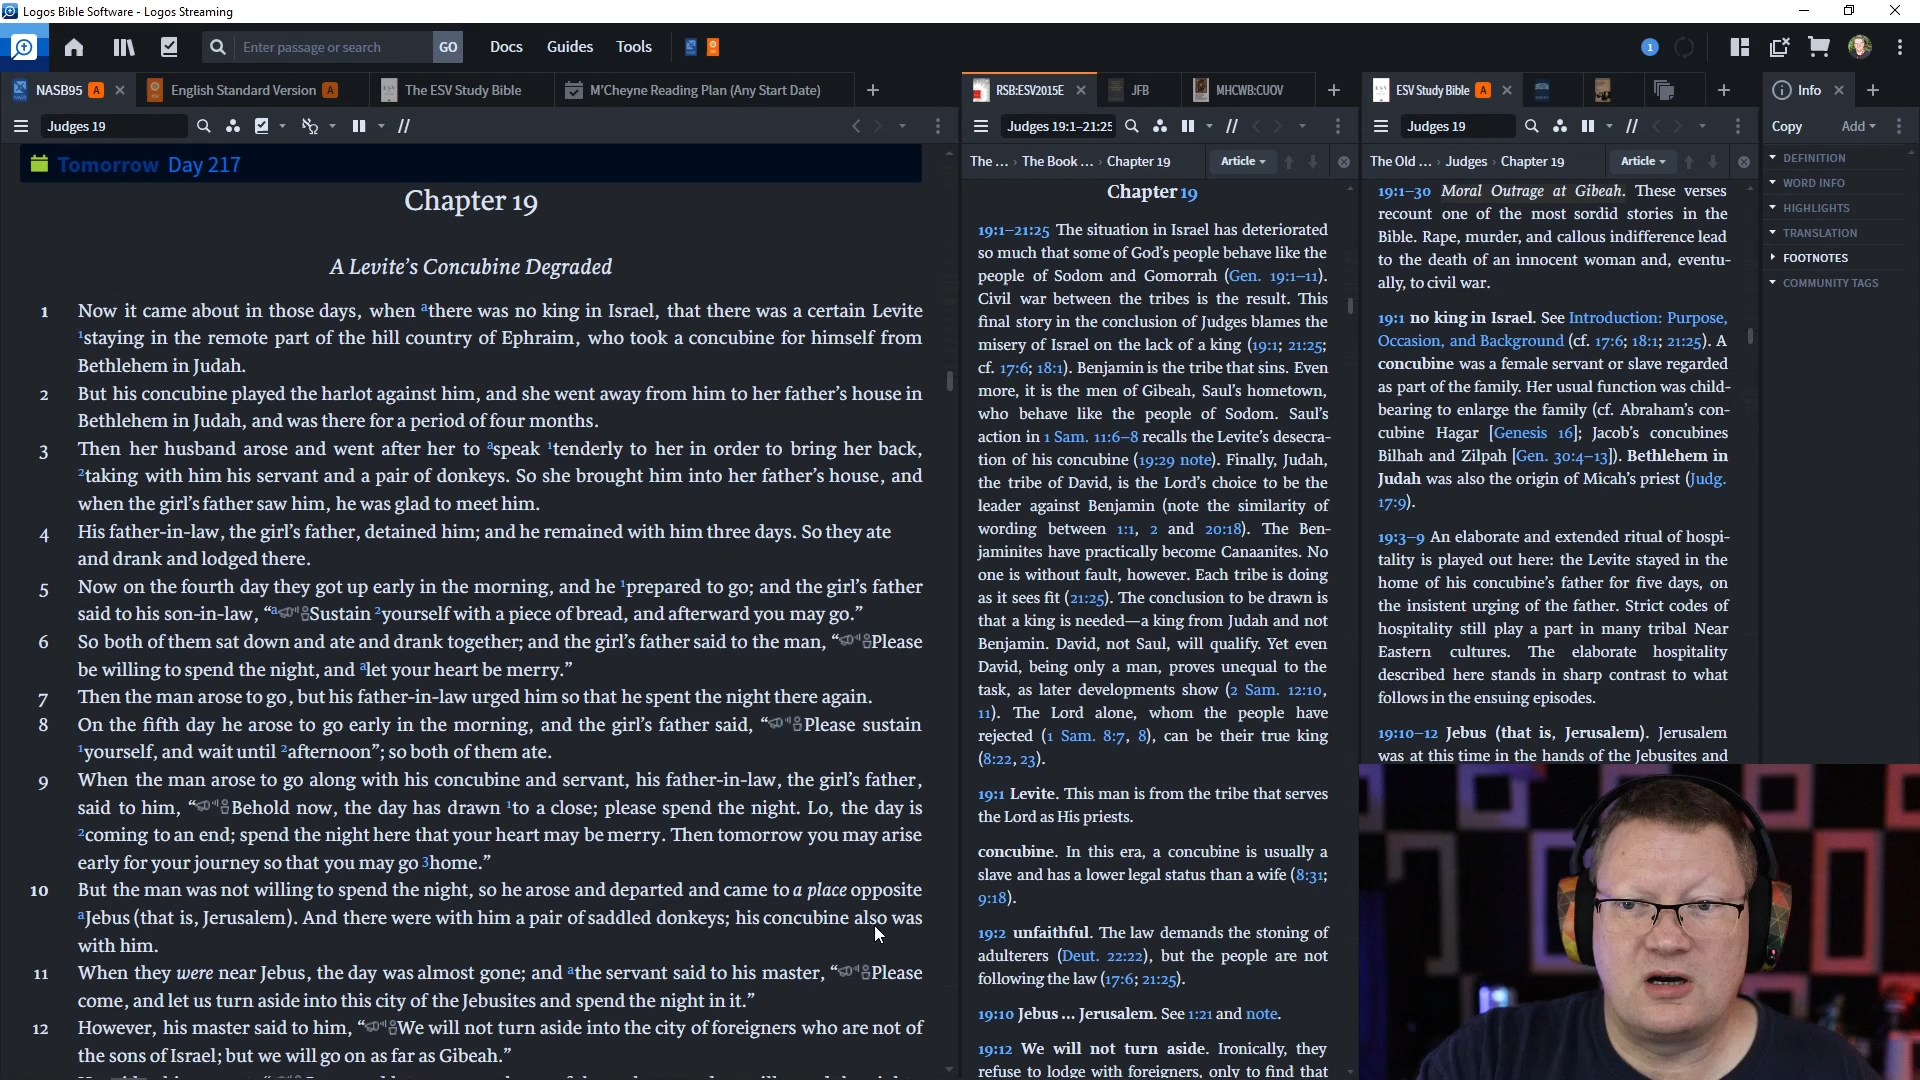 Logos Bible Software - Logos Streaming
Enter passage or search GO Docs Guides Tools 1
NASB95 A English Standard Version A The ESV Study Bible M'Cheyne Reading Plan (Any Start Date)
Judges 19
Tomorrow Day 217
Chapter 19
A Levite's Concubine Degraded
1 Now it came about in those days, when a there was no king in Israel, that there was a certain Levite
1 staying in the remote part of the hill country of Ephraim, who took a concubine for himself from
Bethlehem in Judah.
2 But his concubine played the harlot against him, and she went away from him to her father's house in
Bethlehem in Judah, and was there for a period of four months.
3 Then her husband arose and went after her to a speak 1 tenderly to her in order to bring her back,
2 taking with him his servant and a pair of donkeys. So she brought him into her father's house, and
when the girl's father saw him, he was glad to meet him.
4 His father-in-law, the girl's father, detained him; and he remained with him three days. So they ate
and drank and lodged there.
5 Now on the fourth day they got up early in the morning, and he 1 prepared to go; and the girl's father
said to his son-in-law, “a Sustain 2 yourself with a piece of bread, and afterward you may go.”
6 So both of them sat down and ate and drank together; and the girl's father said to the man, “Please
be willing to spend the night, and a let your heart be merry.”
7 Then the man arose to go, but his father-in-law urged him so that he spent the night there again.
8 On the fifth day he arose to go early in the morning, and the girl's father said, “Please sustain
1 yourself, and wait until 2 afternoon”; so both of them ate.
9 When the man arose to go along with his concubine and servant, his father-in-law, the girl's father,
said to him, “Behold now, the day has drawn 1 to a close; please spend the night. Lo, the day is
2 coming to an end; spend the night here that your heart may be merry. Then tomorrow you may arise
early for your journey so that you may go 3 home.”
10 But the man was not willing to spend the night, so he arose and departed and came to a place opposite
a Jebus (that is, Jerusalem). And there were with him a pair of saddled donkeys; his concubine also was
with him.
11 When they were near Jebus, the day was almost gone; and a the servant said to his master, “Please
come, and let us turn aside into this city of the Jebusites and spend the night in it.”
12 However, his master said to him, “We will not turn aside into the city of foreigners who are not of
the sons of Israel; but we will go on as far as Gibeah.”
RSB:ESV2015E JFB MHCWB:CUOV
Judges 19:1–21:25
The ... › The Book ... › Chapter 19 Article
Chapter 19
19:1–21:25 The situation in Israel has deteriorated
so much that some of God's people behave like the
people of Sodom and Gomorrah (Gen. 19:1–11).
Civil war between the tribes is the result. This
final story in the conclusion of Judges blames the
misery of Israel on the lack of a king (19:1; 21:25;
cf. 17:6; 18:1). Benjamin is the tribe that sins. Even
more, it is the men of Gibeah, Saul's hometown,
who behave like the people of Sodom. Saul's
action in 1 Sam. 11:6–8 recalls the Levite's desecra-
tion of his concubine (19:29 note). Finally, Judah,
the tribe of David, is the Lord's choice to be the
leader against Benjamin (note the similarity of
wording between 1:1, 2 and 20:18). The Ben-
jaminites have practically become Canaanites. No
one is without fault, however. Each tribe is doing
as it sees fit (21:25). The conclusion to be drawn is
that a king is needed—a king from Judah and not
Benjamin. David, not Saul, will qualify. Yet even
David, being only a man, proves unequal to the
task, as later developments show (2 Sam. 12:10,
11). The Lord alone, whom the people have
rejected (1 Sam. 8:7, 8), can be their true king
(8:22, 23).
19:1 Levite. This man is from the tribe that serves
the Lord as His priests.
concubine. In this era, a concubine is usually a
slave and has a lower legal status than a wife (8:31;
9:18).
19:2 unfaithful. The law demands the stoning of
adulterers (Deut. 22:22), but the people are not
following the law (17:6; 21:25).
19:10 Jebus ... Jerusalem. See 1:21 and note.
19:12 We will not turn aside. Ironically, they
refuse to lodge with foreigners, only to find that
ESV Study Bible A
Judges 19
The Old ... › Judges › Chapter 19 Article
19:1–30 Moral Outrage at Gibeah. These verses
recount one of the most sordid stories in the
Bible. Rape, murder, and callous indifference lead
to the death of an innocent woman and, eventu-
ally, to civil war.
19:1 no king in Israel. See Introduction: Purpose,
Occasion, and Background (cf. 17:6; 18:1; 21:25). A
concubine was a female servant or slave regarded
as part of the family. Her usual function was child-
bearing to enlarge the family (cf. Abraham's con-
cubine Hagar [Genesis 16]; Jacob's concubines
Bilhah and Zilpah [Gen. 30:4–13]). Bethlehem in
Judah was also the origin of Micah's priest (Judg.
17:9).
19:3–9 An elaborate and extended ritual of hospi-
tality is played out here: the Levite stayed in the
home of his concubine's father for five days, on
the insistent urging of the father. Strict codes of
hospitality still play a part in many tribal Near
Eastern cultures. The elaborate hospitality
described here stands in sharp contrast to what
follows in the ensuing episodes.
19:10–12 Jebus (that is, Jerusalem). Jerusalem
was at this time in the hands of the Jebusites and
Info
Copy Add
DEFINITION
WORD INFO
HIGHLIGHTS
TRANSLATION
FOOTNOTES
COMMUNITY TAGS